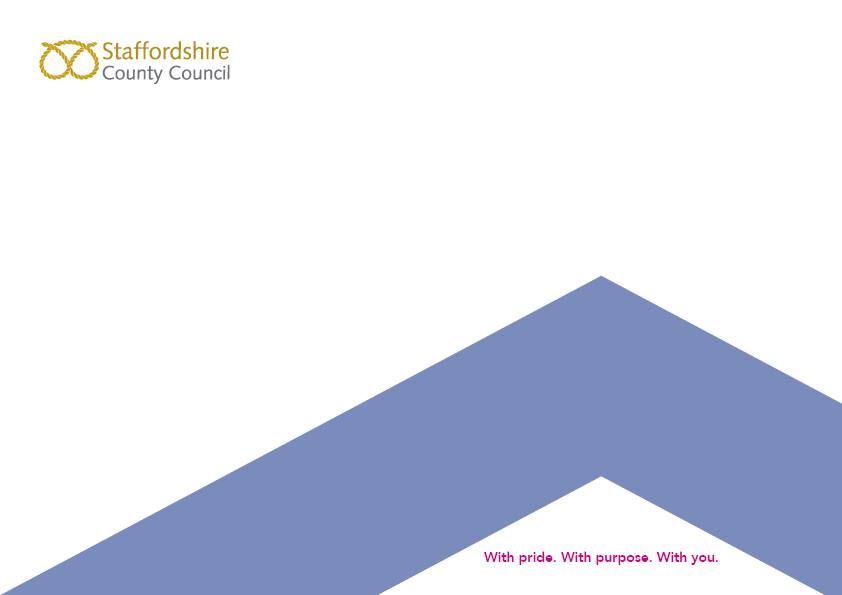 Staffordshire
County Council
With pride. With purpose. With you.